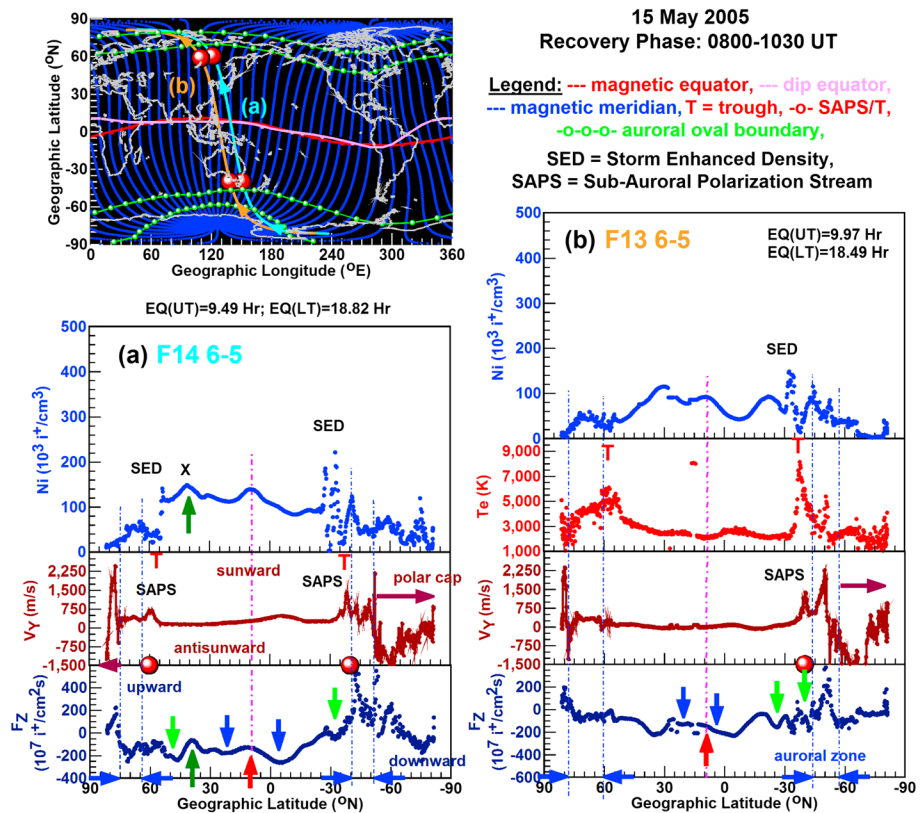 15 May 2005
Recovery Phase: 0800-1030 UT
Legend: --- magnetic equator, --- dip equator,
--- magnetic meridian, T = trough, -o- SAPS/T,
-o-o-o- auroral oval boundary,
SED = Storm Enhanced Density,
SAPS = Sub-Auroral Polarization Stream
Geographic Latitude (ºN)
90
60
30
0
-30
-60
-90
(b)
(a)
0 60 120 180 240 300 360
Geographic Longitude (ºE)
EQ(UT)=9.49 Hr; EQ(LT)=18.82 Hr
(a) F14 6-5
Ni (10³ i⁺/cm3)
500
400
300
200
100
0
SED
X
SED
T
T
V_Y (m/s)
2,250
1,500
750
0
-750
-1,500
SAPS
sunward
SAPS
polar cap
antisunward
F_Z (10⁷ i⁺/cm²s)
400
200
0
-200
-400
upward
downward
90 60 30 0 -30 -60 -90
Geographic Latitude (ºN)
(b) F13 6-5
EQ(UT)=9.97 Hr
EQ(LT)=18.49 Hr
Ni (10³ i⁺/cm3)
500
400
300
200
100
0
SED
Te (K)
9,000
7,000
5,000
3,000
1,000
T
T
V_Y (m/s)
2,250
1,500
750
0
-750
-1,500
SAPS
F_Z (10⁷ i⁺/cm²s)
400
200
0
-200
-400
-600
auroral zone
90 60 30 0 -30 -60 -90
Geographic Latitude (ºN)